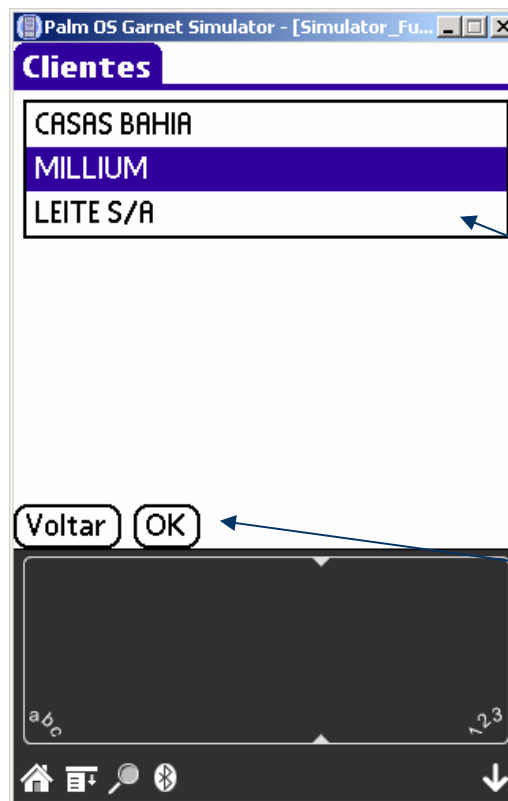 Palm OS Garnet Simulator - [Simulator_Fu...
Clientes
CASAS BAHIA
MILLIUM
LEITE S/A
Voltar OK
abc 123